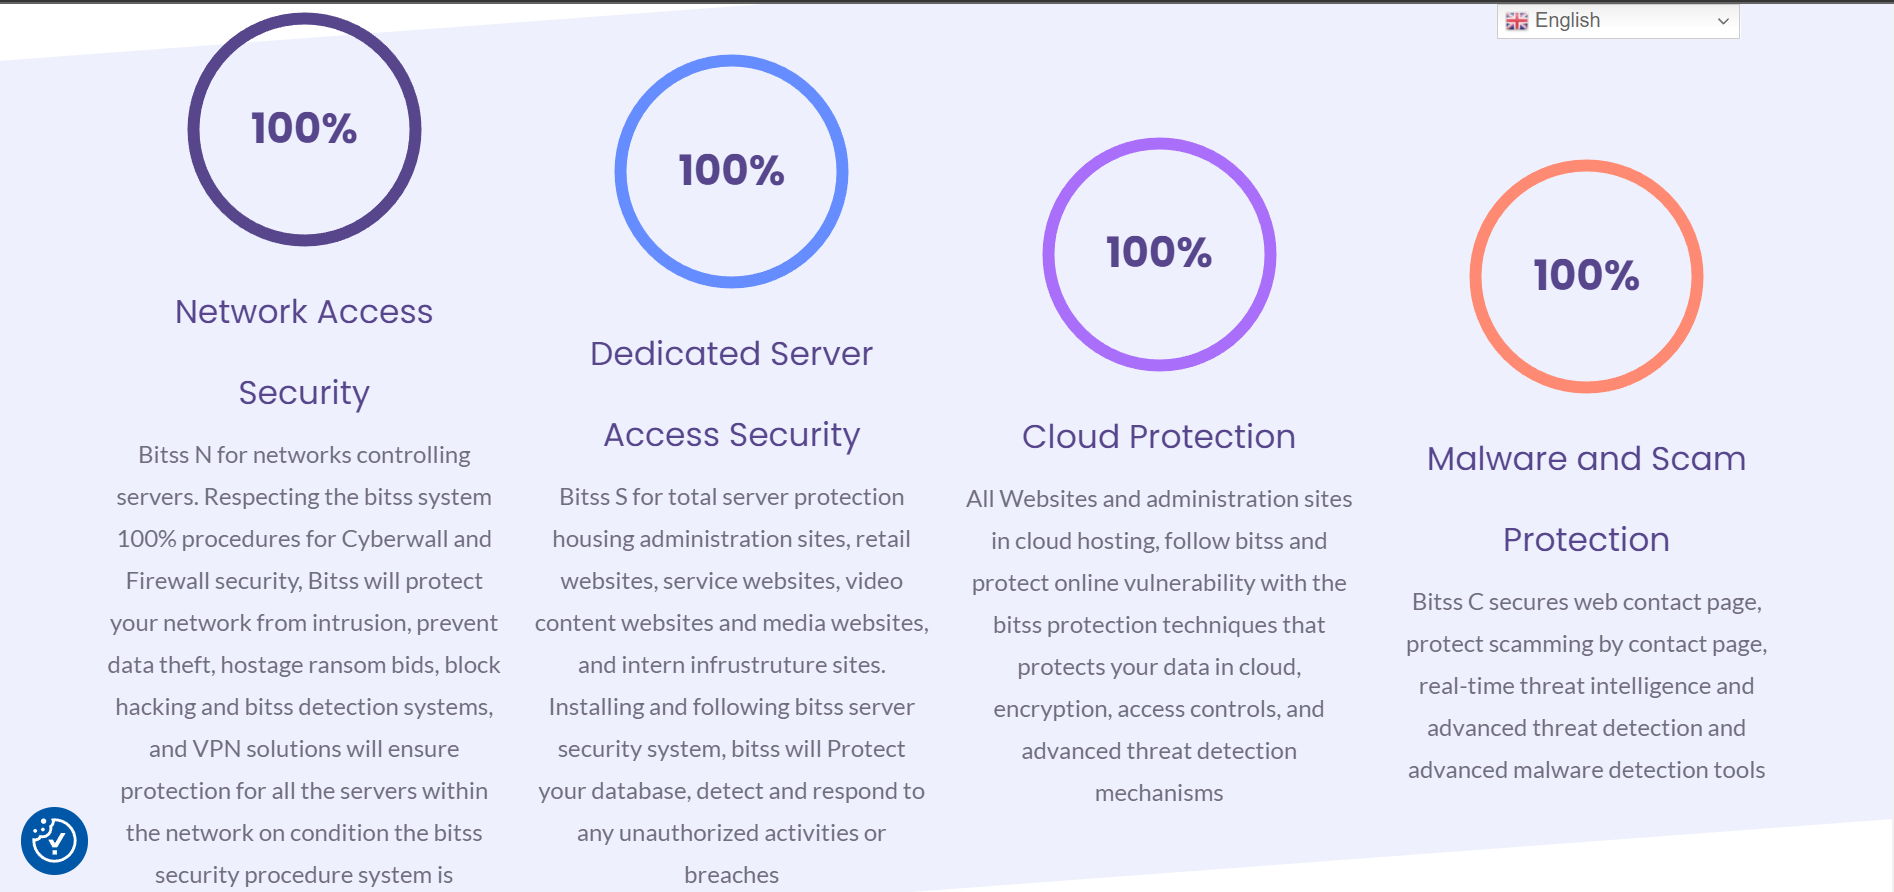 English
100%
Network Access
Security
Bitss N for networks controlling
servers. Respecting the bitss system
100% procedures for Cyberwall and
Firewall security, Bitss will protect
your network from intrusion, prevent
data theft, hostage ransom bids, block
hacking and bitss detection systems,
and VPN solutions will ensure
protection for all the servers within
the network on condition the bitss
security procedure system is
100%
Dedicated Server
Access Security
Bitss S for total server protection
housing administration sites, retail
websites, service websites, video
content websites and media websites,
and intern infrustruture sites.
Installing and following bitss server
security system, bitss will Protect
your database, detect and respond to
any unauthorized activities or
breaches
100%
Cloud Protection
All Websites and administration sites
in cloud hosting, follow bitss and
protect online vulnerability with the
bitss protection techniques that
protects your data in cloud,
encryption, access controls, and
advanced threat detection
mechanisms
100%
Malware and Scam
Protection
Bitss C secures web contact page,
protect scamming by contact page,
real-time threat intelligence and
advanced threat detection and
advanced malware detection tools